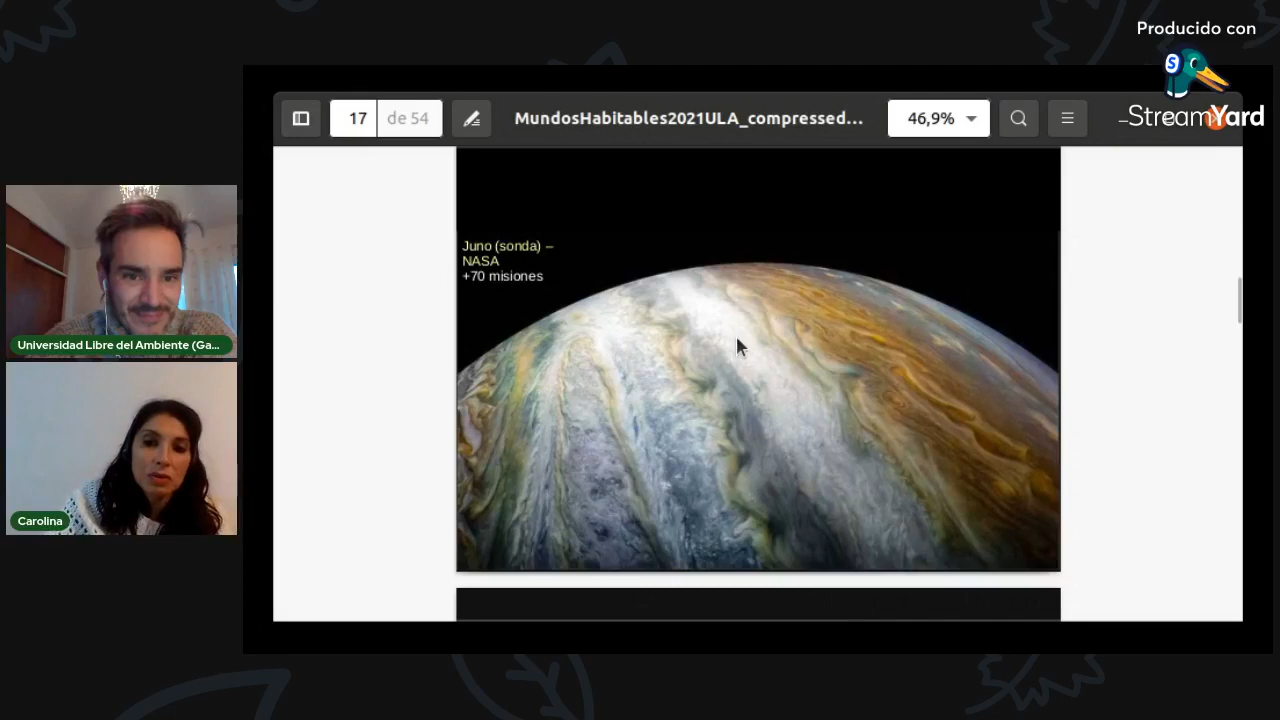 Producido con
StreamYard
17 de 54
MundosHabitables2021ULA_compressed...
46,9%
Juno (sonda) –
NASA
+70 misiones
Universidad Libre del Ambiente (Ga...
Carolina